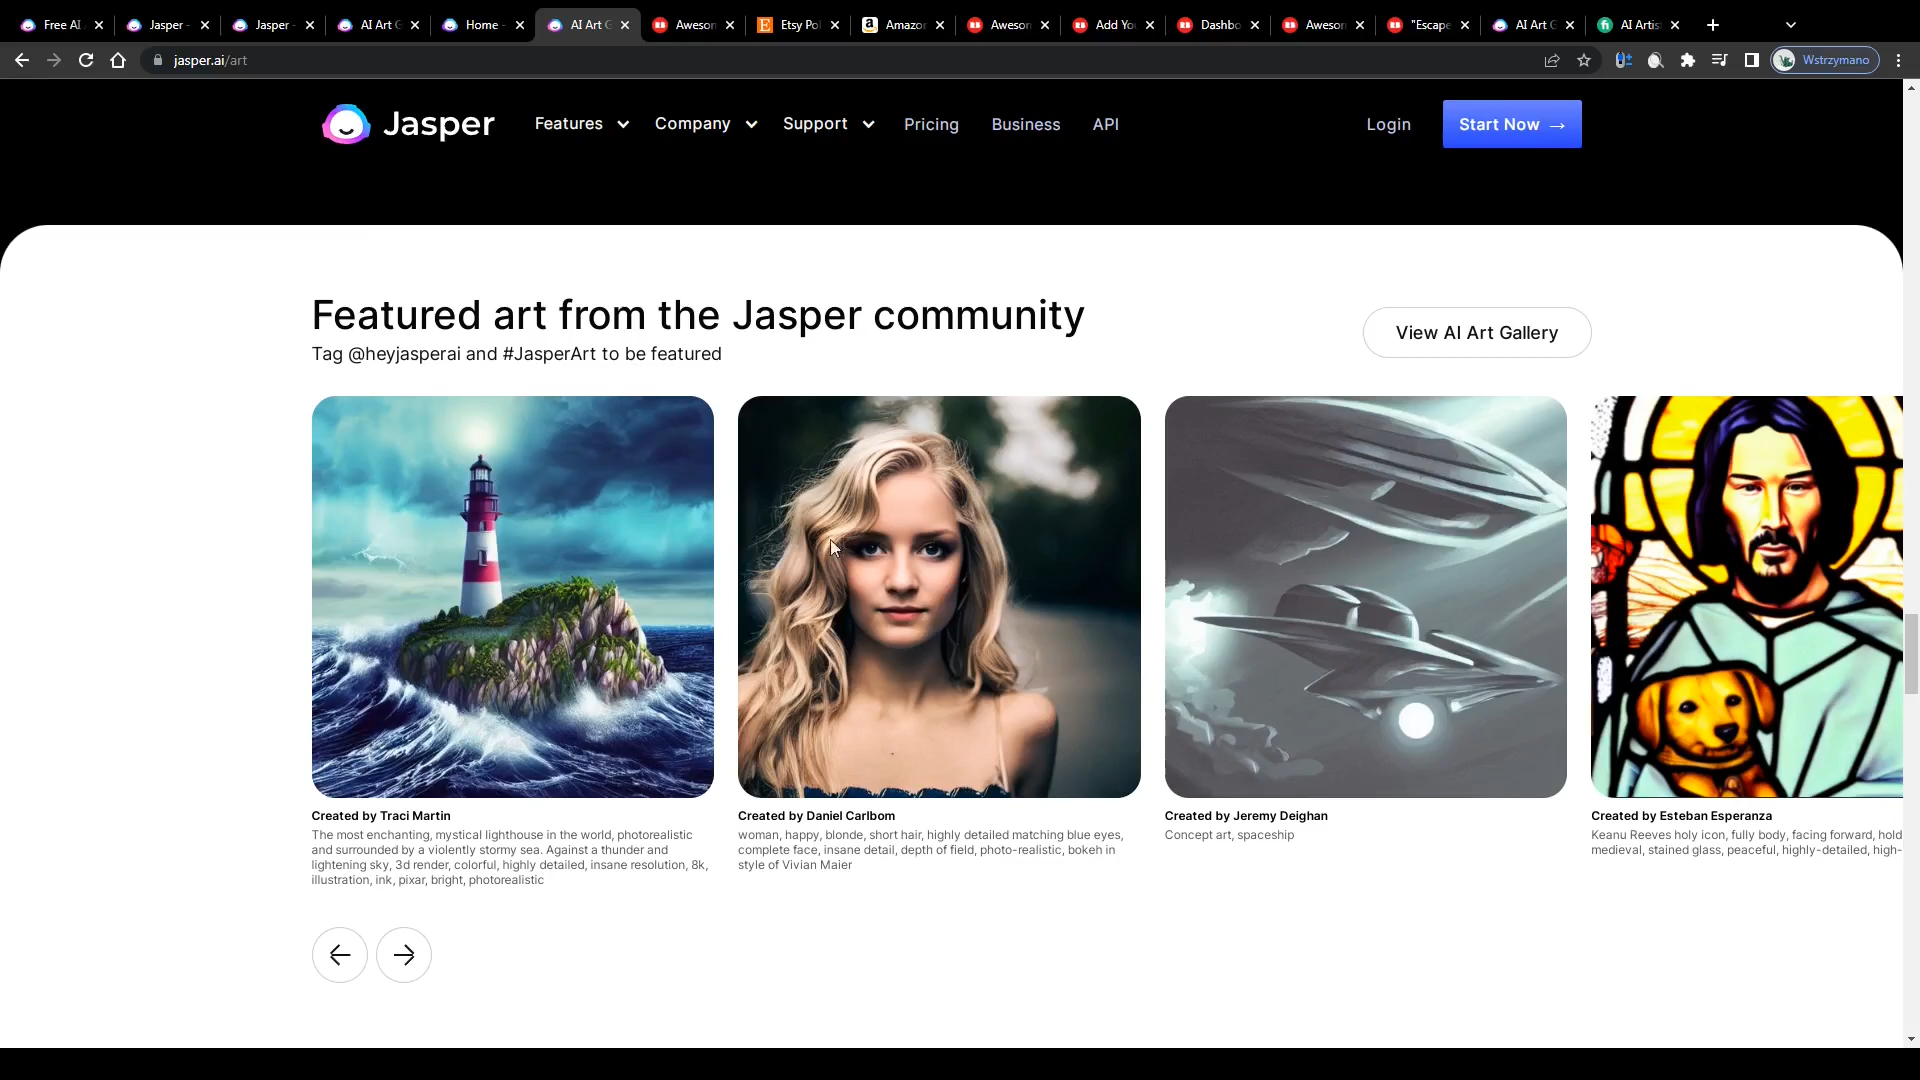 Free AI
Jasper -
Jasper -
AI Art G
Home -
AI Art G
Awesom
Etsy Pol
Amazon
Awesom
Add You
Dashbo
Awesom
"Escape
AI Art G
AI Artis
jasper.ai/art
Wstrzymano
Jasper
Features
Company
Support
Pricing
Business
API
Login
Start Now →
Featured art from the Jasper community
Tag @heyjasperai and #JasperArt to be featured
View AI Art Gallery
Created by Traci Martin
The most enchanting, mystical lighthouse in the world, photorealistic
and surrounded by a violently stormy sea. Against a thunder and
lightening sky, 3d render, colorful, highly detailed, insane resolution, 8k,
illustration, ink, pixar, bright, photorealistic
Created by Daniel Carlbom
woman, happy, blonde, short hair, highly detailed matching blue eyes,
complete face, insane detail, depth of field, photo-realistic, bokeh in
style of Vivian Maier
Created by Jeremy Deighan
Concept art, spaceship
Created by Esteban Esperanza
Keanu Reeves holy icon, fully body, facing forward, hold
medieval, stained glass, peaceful, highly-detailed, high-